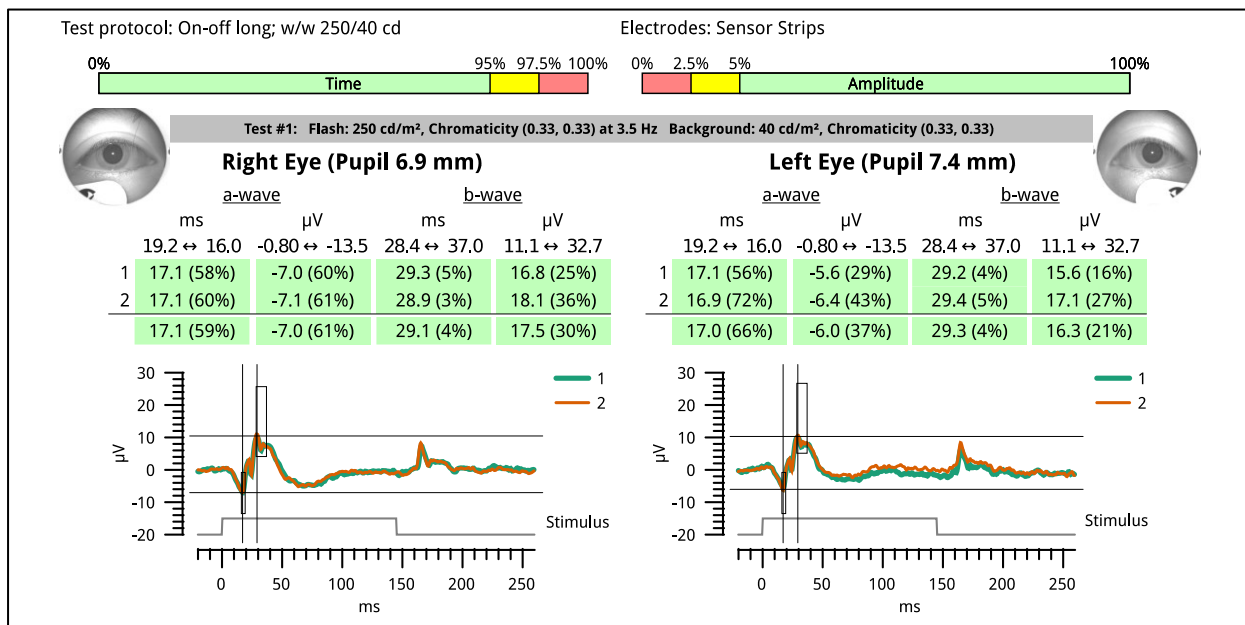 Test protocol: On-off long; w/w 250/40 cd Electrodes: Sensor Strips
0% 95% 97.5% 100% 0% 2.5% 5% 100%
Time Amplitude
Test #1: Flash: 250 cd/m², Chromaticity (0.33, 0.33) at 3.5 Hz Background: 40 cd/m², Chromaticity (0.33, 0.33)
Right Eye (Pupil 6.9 mm) Left Eye (Pupil 7.4 mm)
a-wave b-wave a-wave b-wave
ms µV ms µV ms µV ms µV
19.2 ↔ 16.0 -0.80 ↔ -13.5 28.4 ↔ 37.0 11.1 ↔ 32.7 19.2 ↔ 16.0 -0.80 ↔ -13.5 28.4 ↔ 37.0 11.1 ↔ 32.7
1 17.1 (58%) -7.0 (60%) 29.3 (5%) 16.8 (25%) 1 17.1 (56%) -5.6 (29%) 29.2 (4%) 15.6 (16%)
2 17.1 (60%) -7.1 (61%) 28.9 (3%) 18.1 (36%) 2 16.9 (72%) -6.4 (43%) 29.4 (5%) 17.1 (27%)
17.1 (59%) -7.0 (61%) 29.1 (4%) 17.5 (30%) 17.0 (66%) -6.0 (37%) 29.3 (4%) 16.3 (21%)
30 1 30 1
20 2 20 2
10 10
µV 0 µV 0
-10 -10
-20 Stimulus -20 Stimulus
0 50 100 150 200 250 0 50 100 150 200 250
ms ms